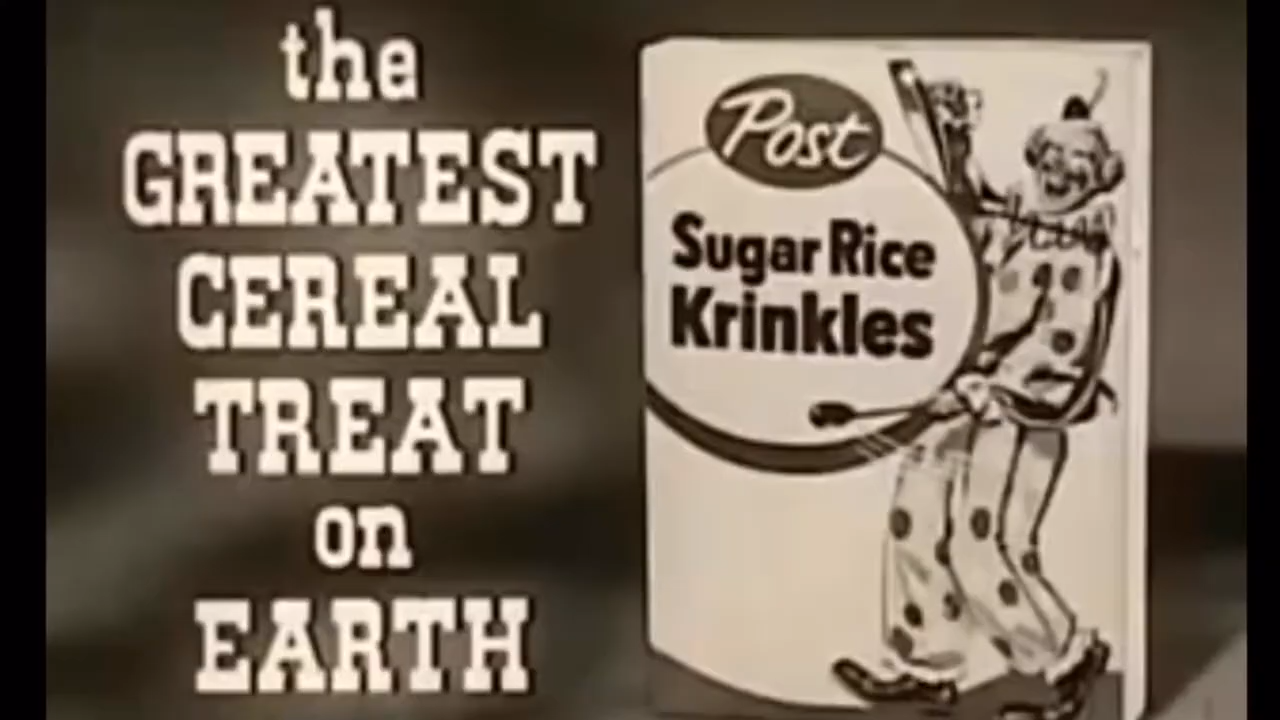 the
GREATEST
CEREAL
TREAT
on
EARTH
Post
Sugar Rice
Krinkles